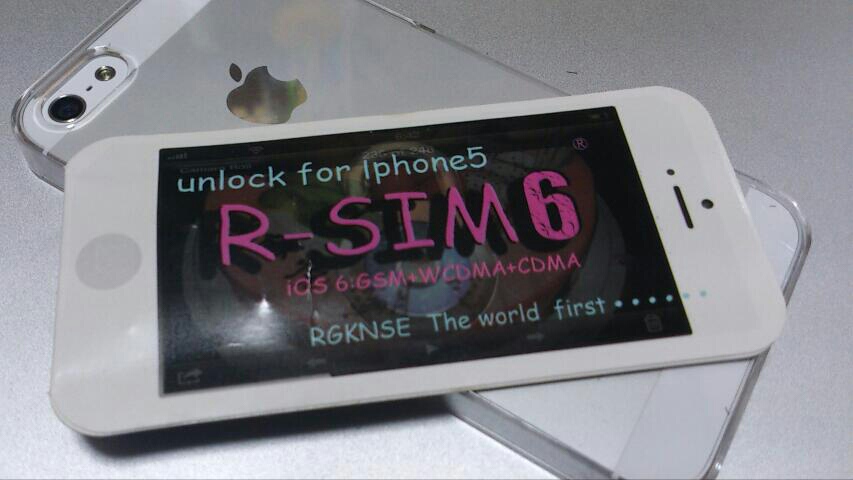 unlock for Iphone5
®
R-SIM6
iOS 6:GSM+WCDMA+CDMA
RGKNSE The world first ......